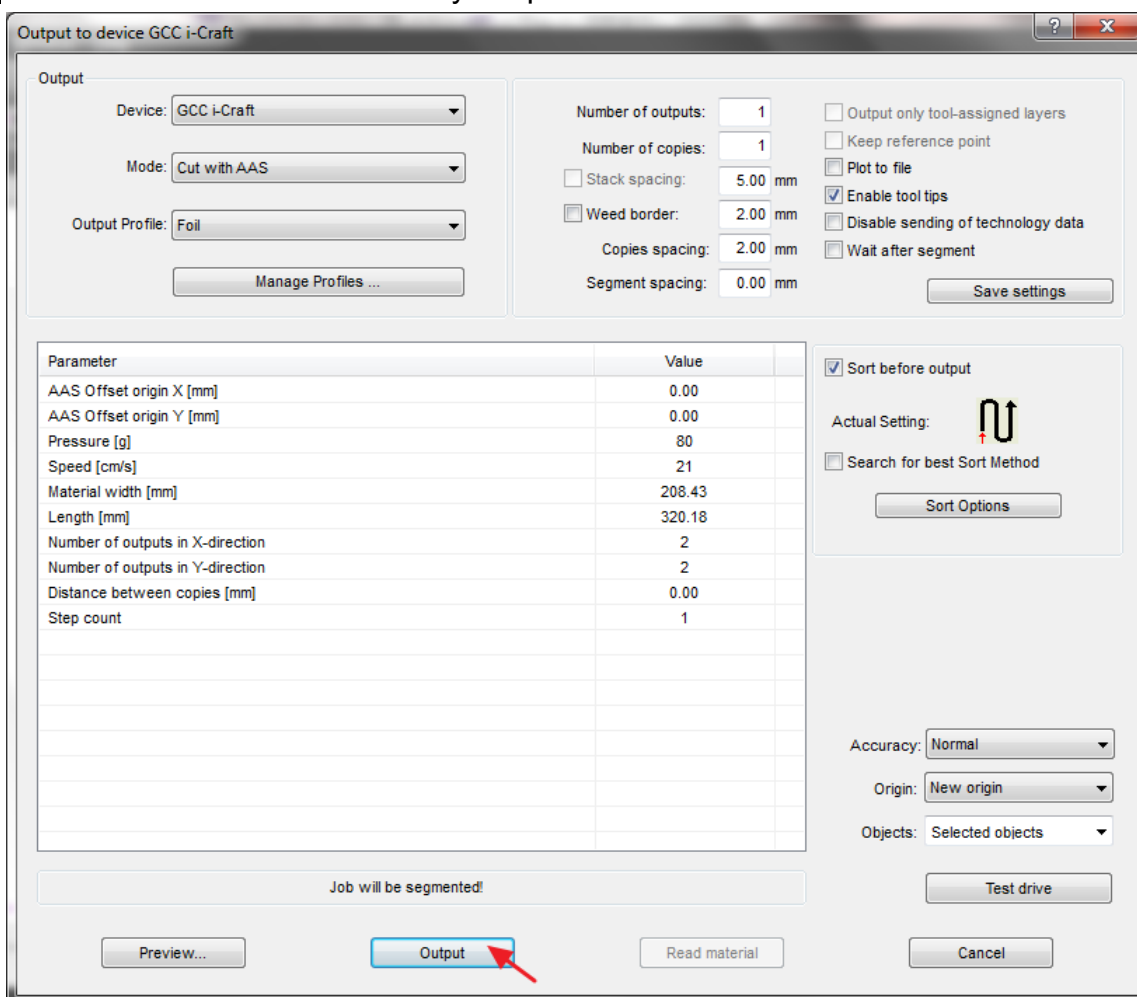 Output to device GCC i-Craft
Output
Device: GCC i-Craft
Mode: Cut with AAS
Output Profile: Foil
Manage Profiles ...
Number of outputs: 1
Number of copies: 1
Stack spacing: 5.00 mm
Weed border: 2.00 mm
Copies spacing: 2.00 mm
Segment spacing: 0.00 mm
Output only tool-assigned layers
Keep reference point
Plot to file
Enable tool tips
Disable sending of technology data
Wait after segment
Save settings
Parameter Value
AAS Offset origin X [mm] 0.00
AAS Offset origin Y [mm] 0.00
Pressure [g] 80
Speed [cm/s] 21
Material width [mm] 208.43
Length [mm] 320.18
Number of outputs in X-direction 2
Number of outputs in Y-direction 2
Distance between copies [mm] 0.00
Step count 1
Sort before output
Actual Setting:
Search for best Sort Method
Sort Options
Accuracy: Normal
Origin: New origin
Objects: Selected objects
Job will be segmented!
Test drive
Preview...
Output
Read material
Cancel